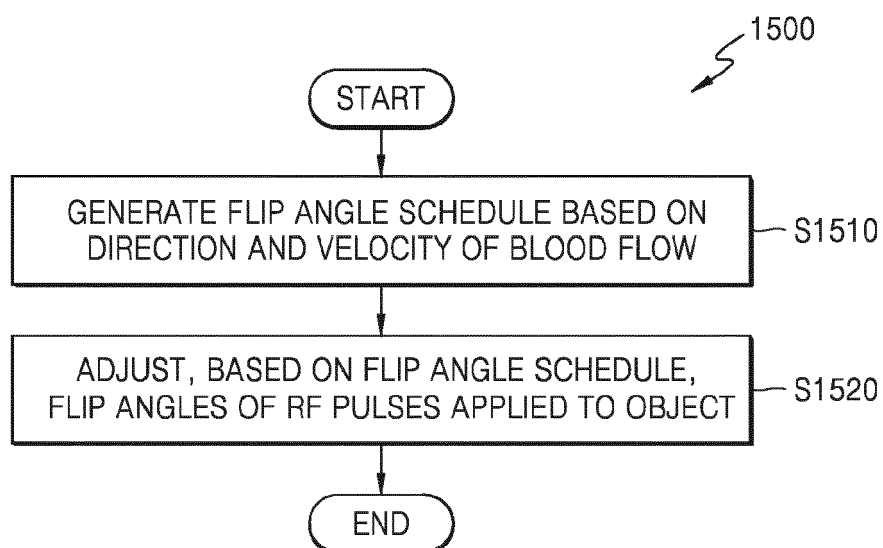 1500
START
GENERATE FLIP ANGLE SCHEDULE BASED ON
DIRECTION AND VELOCITY OF BLOOD FLOW
S1510
ADJUST, BASED ON FLIP ANGLE SCHEDULE,
FLIP ANGLES OF RF PULSES APPLIED TO OBJECT
S1520
END